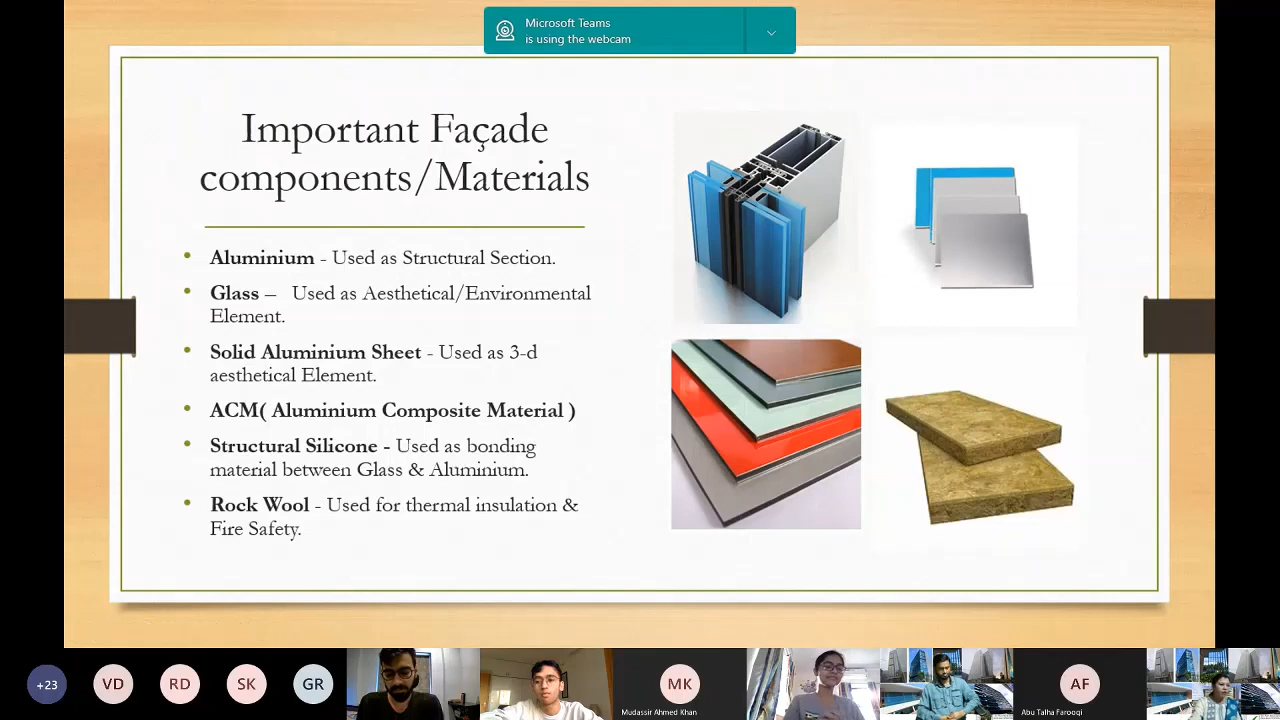 Microsoft Teams
is using the webcam
Important Façade
components/Materials
• Aluminium - Used as Structural Section.
• Glass – Used as Aesthetical/Environmental
Element.
• Solid Aluminium Sheet - Used as 3-d
aesthetical Element.
• ACM( Aluminium Composite Material )
• Structural Silicone - Used as bonding
material between Glass & Aluminium.
• Rock Wool - Used for thermal insulation &
Fire Safety.
+23
VD
RD
SK
GR
MK
Mudassir Ahmed Khan
AF
Abu Talha Farooqi